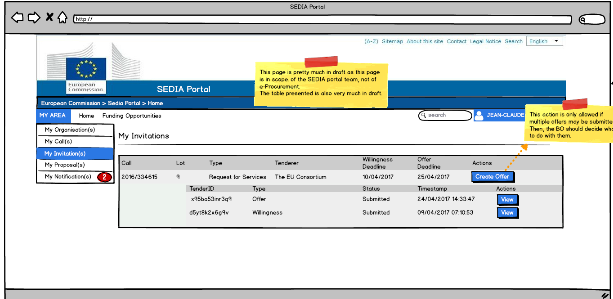 SEDIA Portal
http://
[A-Z] Sitemap About this site Contact Legal Notice Search English
European
Commission
SEDIA Portal
This page is pretty much in draft as this page
is in scope of the SEDIA portal team, not of
e-Procurement.
The table presented is also very much in draft.
European Commission > Sedia Portal > Home
MY AREA Home Funding Opportunities
search
JEAN-CLAUDE
This action is only allowed if
multiple offers may be submitte
Then, the BO should decide wh
to do with them.
My Organisation(s)
My Call(s)
My Invitation(s)
My Proposal(s)
My Notification(s) 2
My Invitations
Call Lot Type Tenderer Willingness Deadline Offer Deadline Actions
2016/334615 9 Request for Services The EU Consortium 10/04/2017 25/04/2017 Create Offer
TenderID Type Status Timestamp Actions
Offer Submitted 24/04/2017 14:33:47 View
d5yt8k2x6g9v Willingness Submitted 09/04/2017 07:10:53 View